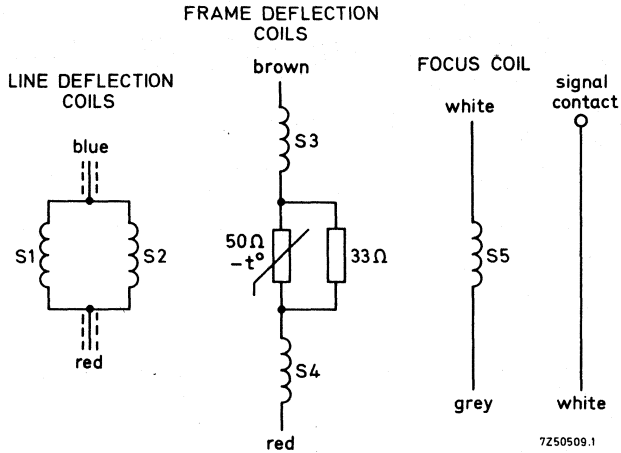 FRAME DEFLECTION
COILS
LINE DEFLECTION
COILS
FOCUS COIL
signal
contact
brown
blue
white
S3
S1
S2
50Ω
-t°
33Ω
S5
red
S4
grey
white
red
7Z50509.1